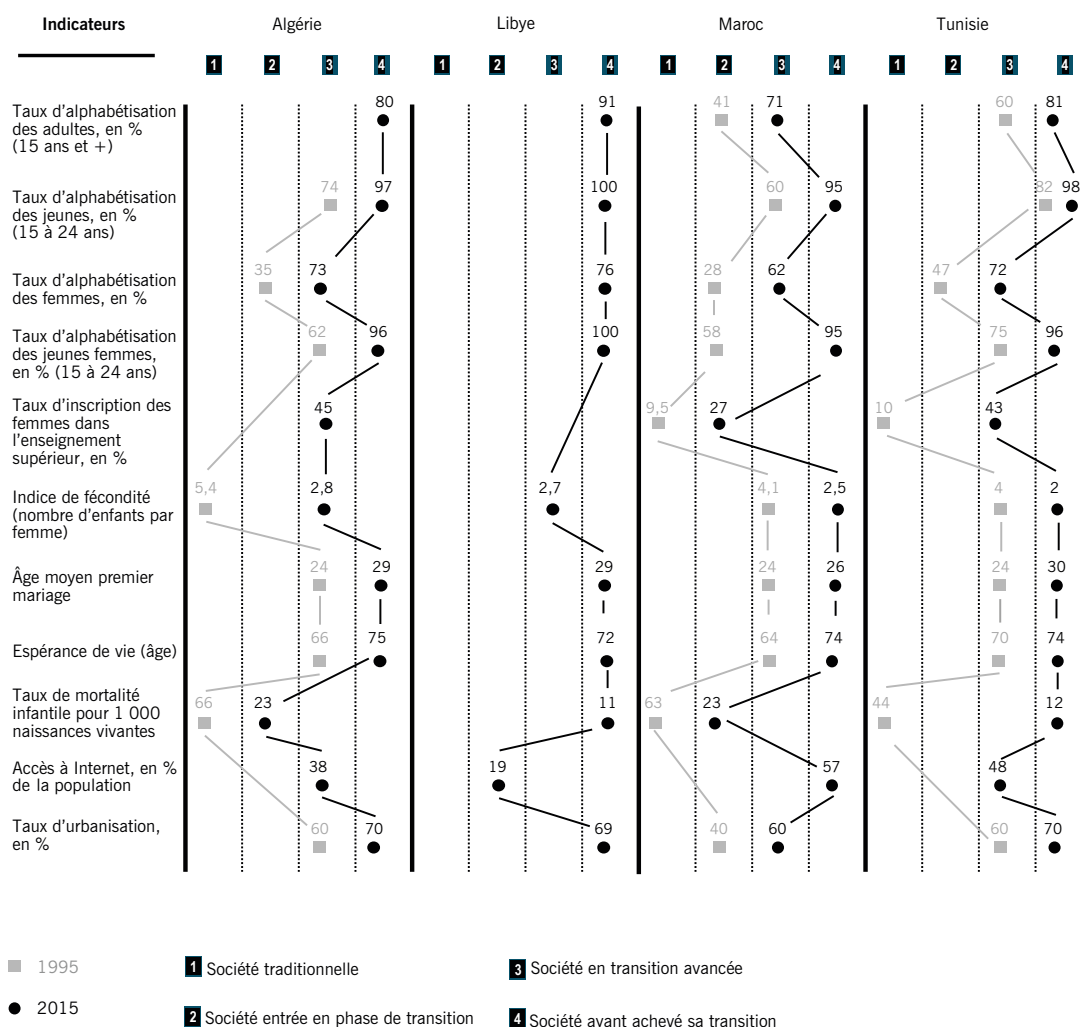 Indicateurs Algérie Libye Maroc Tunisie
1 2 3 4 1 2 3 4 1 2 3 4 1 2 3 4
80 91 41 71 60 81
Taux d'alphabétisation
des adultes, en %
(15 ans et +)
74 97 100 60 95 82 98
Taux d'alphabétisation
des jeunes, en %
(15 à 24 ans)
35 73 76 28 62 47 72
Taux d'alphabétisation
des femmes, en %
62 96 100 58 95 75 96
Taux d'alphabétisation
des jeunes femmes,
en % (15 à 24 ans)
45 9,5 27 10 43
Taux d'inscription des
femmes dans
l'enseignement
supérieur, en %
5,4 2,8 2,7 4,1 2,5 4 2
Indice de fécondité
(nombre d'enfants par
femme)
24 29 29 24 26 24 30
Âge moyen premier
mariage
66 75 72 64 74 70 74
Espérance de vie (âge)
66 23 11 63 23 44 12
Taux de mortalité
infantile pour 1 000
naissances vivantes
38 19 57 48
Accès à Internet, en %
de la population
60 70 69 40 60 60 70
Taux d'urbanisation,
en %
1995
2015
1 Société traditionnelle
2 Société entrée en phase de transition
3 Société en transition avancée
4 Société ayant achevé sa transition